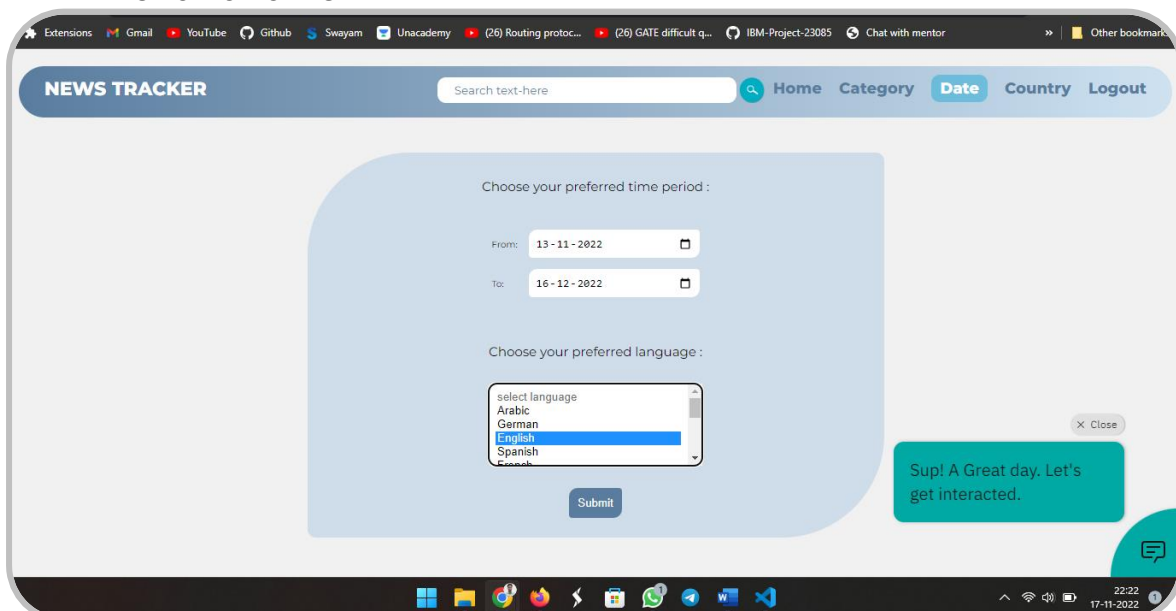 Extensions Gmail YouTube Github Swayam Unacademy (26) Routing protoc... (26) GATE difficult q... IBM-Project-23085 Chat with mentor » Other bookmark
NEWS TRACKER Search text-here Home Category Date Country Logout
Choose your preferred time period :
From: 13-11-2022
To: 16-12-2022
Choose your preferred language :
select language
Arabic
German
English
Spanish
French
Submit
× Close
Sup! A Great day. Let's
get interacted.
22:22
17-11-2022 1